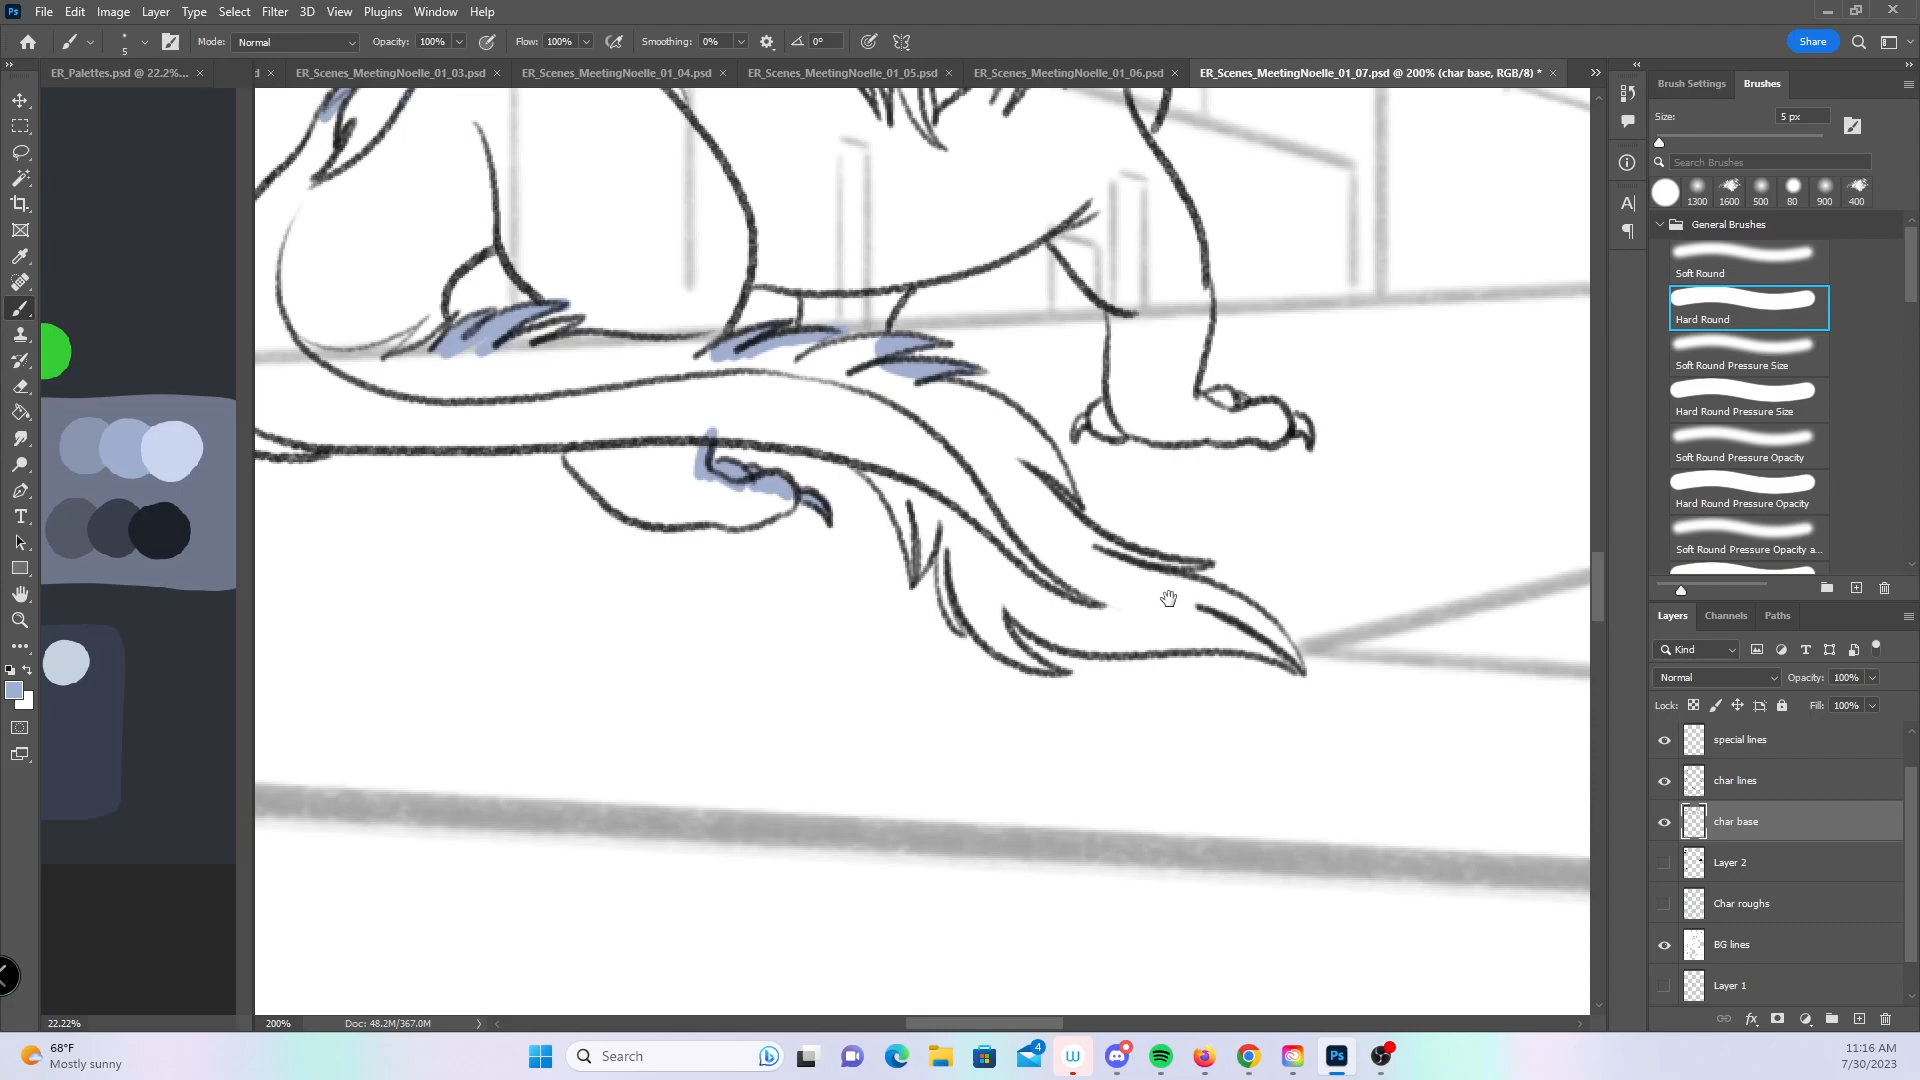 Ps File Edit Image Layer Type Select Filter 3D View Plugins Window Help
5 Mode: Normal Opacity: 100% Flow: 100% Smoothing: 0% 0° Share
ER_Palettes.psd @ 22.2%... × d × ER_Scenes_MeetingNoelle_01_03.psd × ER_Scenes_MeetingNoelle_01_04.psd × ER_Scenes_MeetingNoelle_01_05.psd × ER_Scenes_MeetingNoelle_01_06.psd × ER_Scenes_MeetingNoelle_01_07.psd @ 200% (char base, RGB/8) * ×
Brush Settings Brushes
Size: 5 px
Search Brushes
1300 1600 500 80 900 400
General Brushes
Soft Round
Hard Round
Soft Round Pressure Size
Hard Round Pressure Size
Soft Round Pressure Opacity
Hard Round Pressure Opacity
Soft Round Pressure Opacity a...
Layers Channels Paths
Kind
Normal Opacity: 100%
Lock: Fill: 100%
special lines
char lines
char base
Layer 2
Char roughs
BG lines
Layer 1
22.22% 200% Doc: 48.2M/367.0M
68°F
Mostly sunny
Search
4
Ps
11:16 AM
7/30/2023